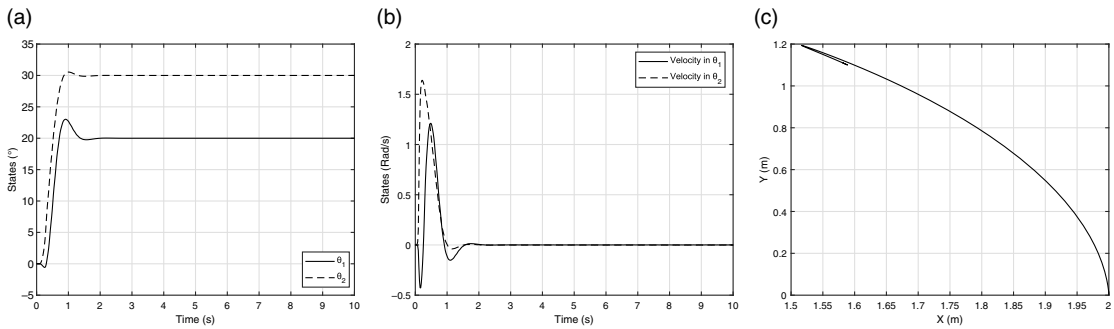 (a)
35
30
25
20
15
10
5
0
−5
0 1 2 3 4 5 6 7 8 9 10
States (°)
Time (s)
θ1
θ2
(b)
2
1.5
1
0.5
0
−0.5
0 1 2 3 4 5 6 7 8 9 10
States (Rad/s)
Time (s)
Velocity in θ1
Velocity in θ2
(c)
1.2
1
0.8
0.6
0.4
0.2
0
1.5 1.55 1.6 1.65 1.7 1.75 1.8 1.85 1.9 1.95 2
Y (m)
X (m)